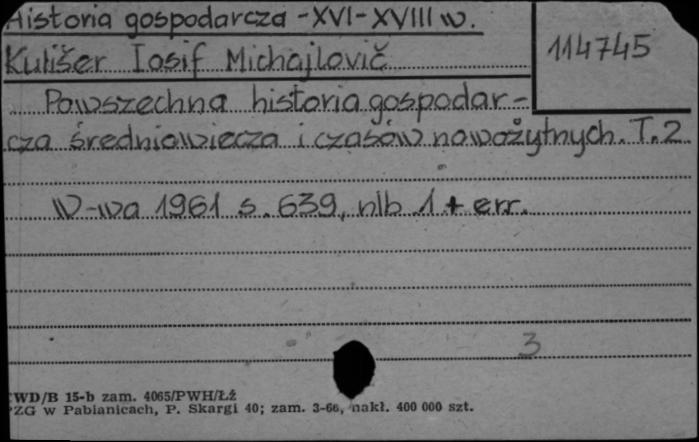 Historia gospodarcza - XVI - XVIII w.
114745
Kulišer Iosif Michajlovič
Powszechna historia gospodar-
cza średniowiecza i czasów nowożytnych. T. 2
W-wa 1961 s. 639, nlb 1 + err.
3
WD/B 15-b zam. 4065/PWH/Łź
PZG w Pabianicach, P. Skargi 40; zam. 3-66, nakł. 400 000 szt.